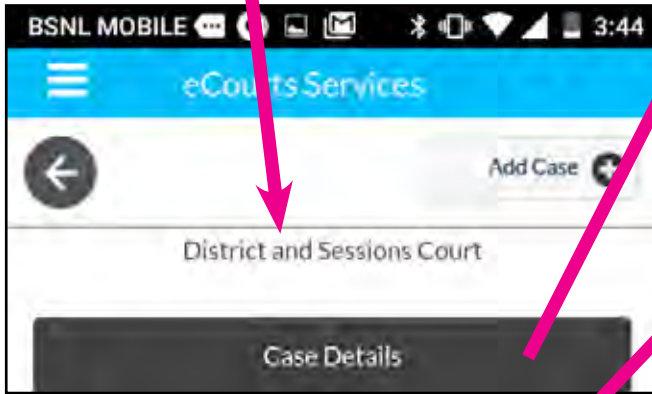 BSNL MOBILE 3:44
eCourts Services
Add Case
District and Sessions Court
Case Details